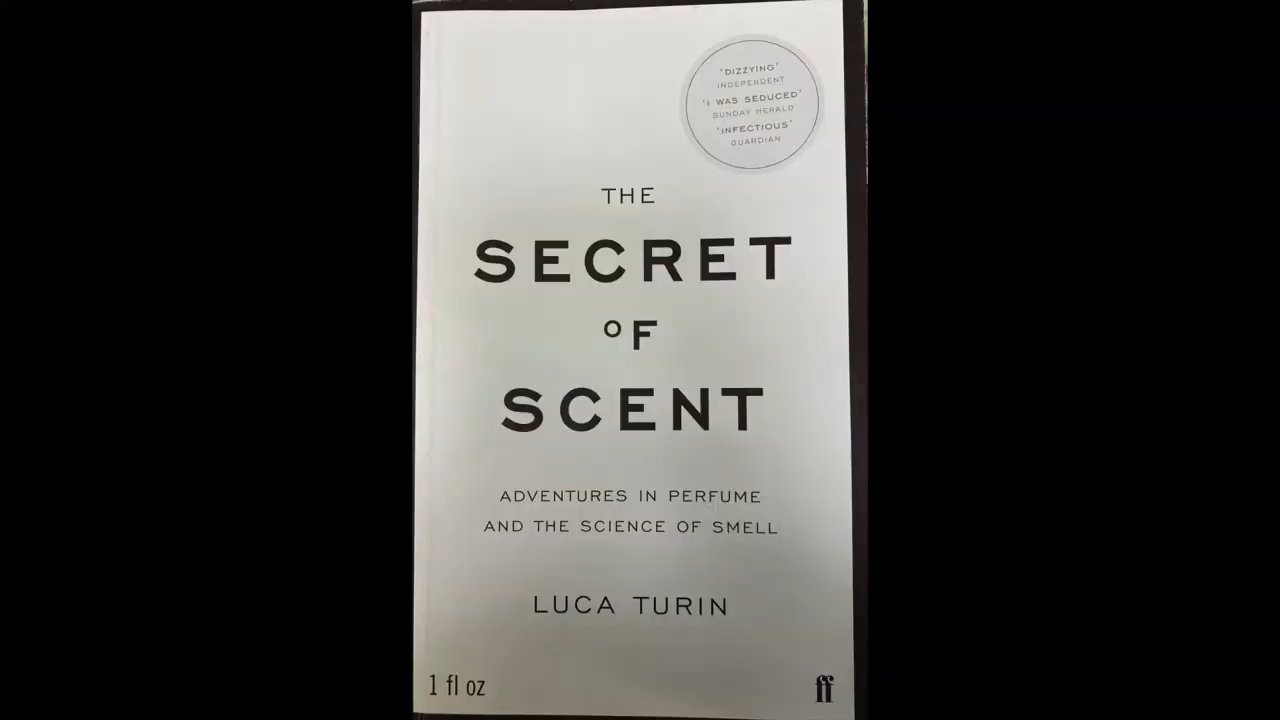 'DIZZYING'
INDEPENDENT
'I WAS SEDUCED'
SUNDAY HERALD
'INFECTIOUS'
GUARDIAN
THE
SECRET
OF
SCENT
ADVENTURES IN PERFUME
AND THE SCIENCE OF SMELL
LUCA TURIN
1 fl oz
ff